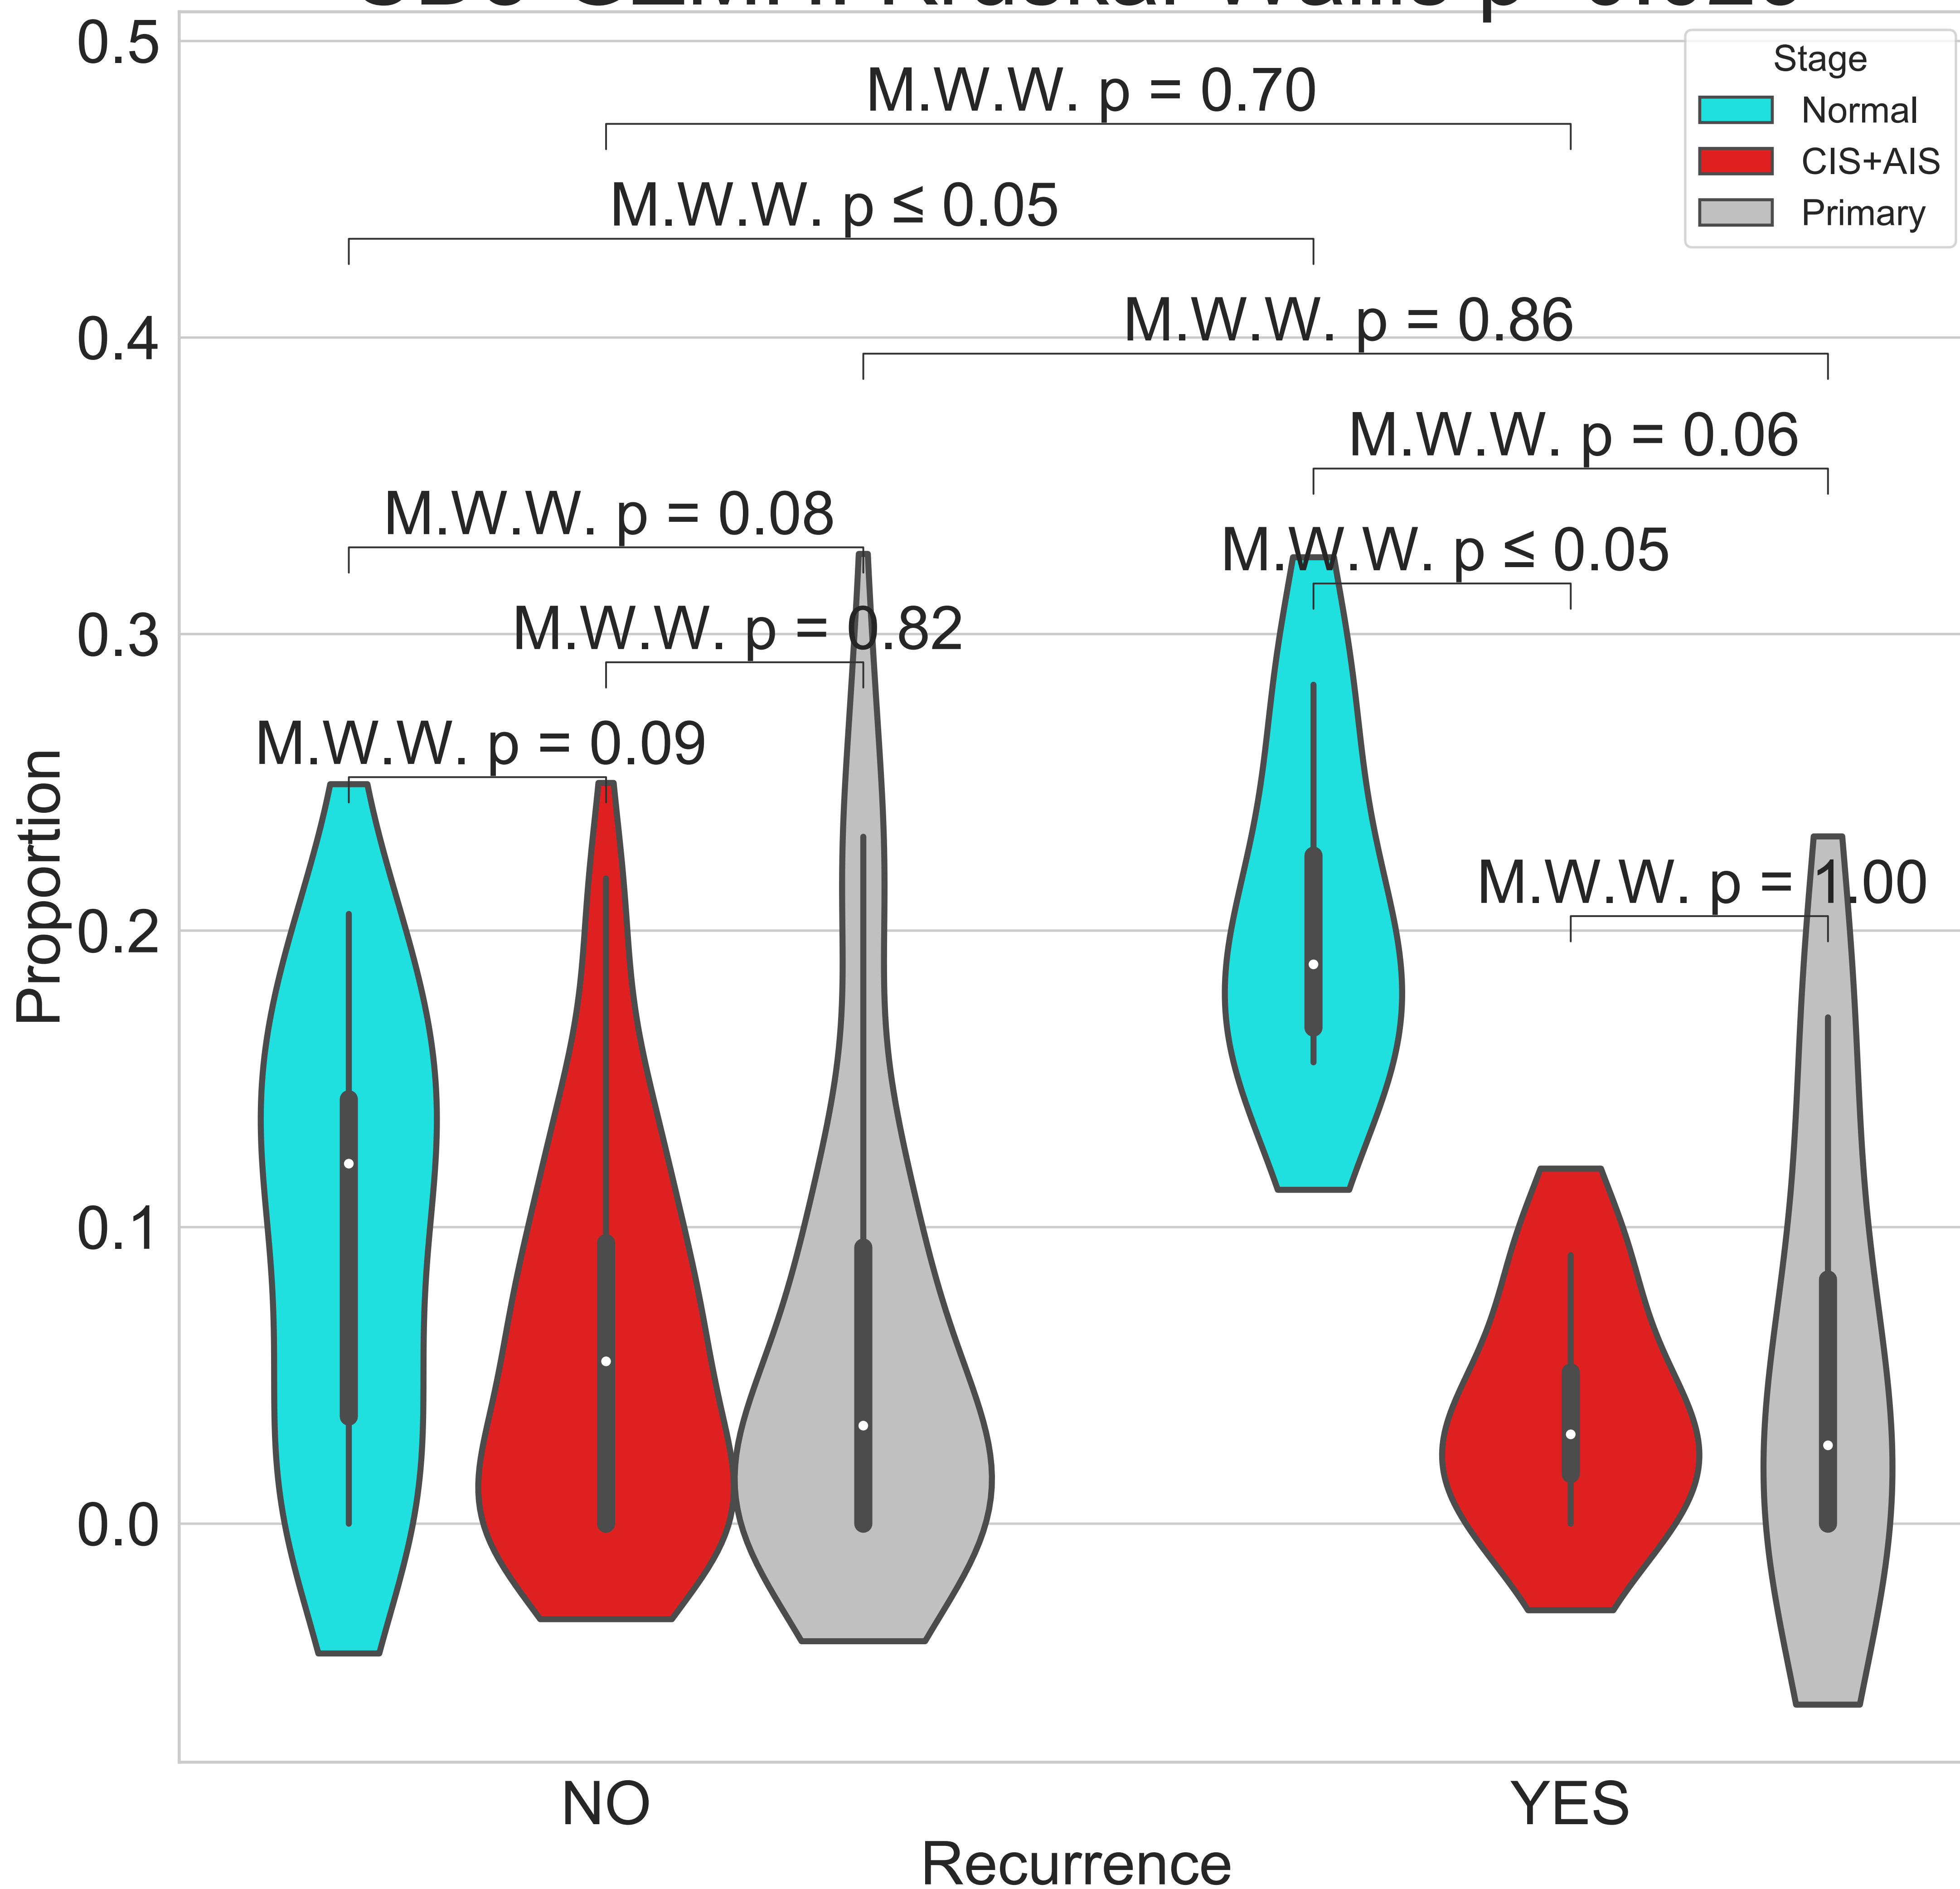 0.5
0.4
0.3
0.2
0.1
0.0
Proportion
M.W.W. p = 0.70
M.W.W. p ≤ 0.05
M.W.W. p = 0.86
M.W.W. p = 0.06
M.W.W. p = 0.08
M.W.W. p ≤ 0.05
M.W.W. p = 0.82
M.W.W. p = 0.09
M.W.W. p = 1.00
Stage
Normal
CIS+AIS
Primary
NO
YES
Recurrence